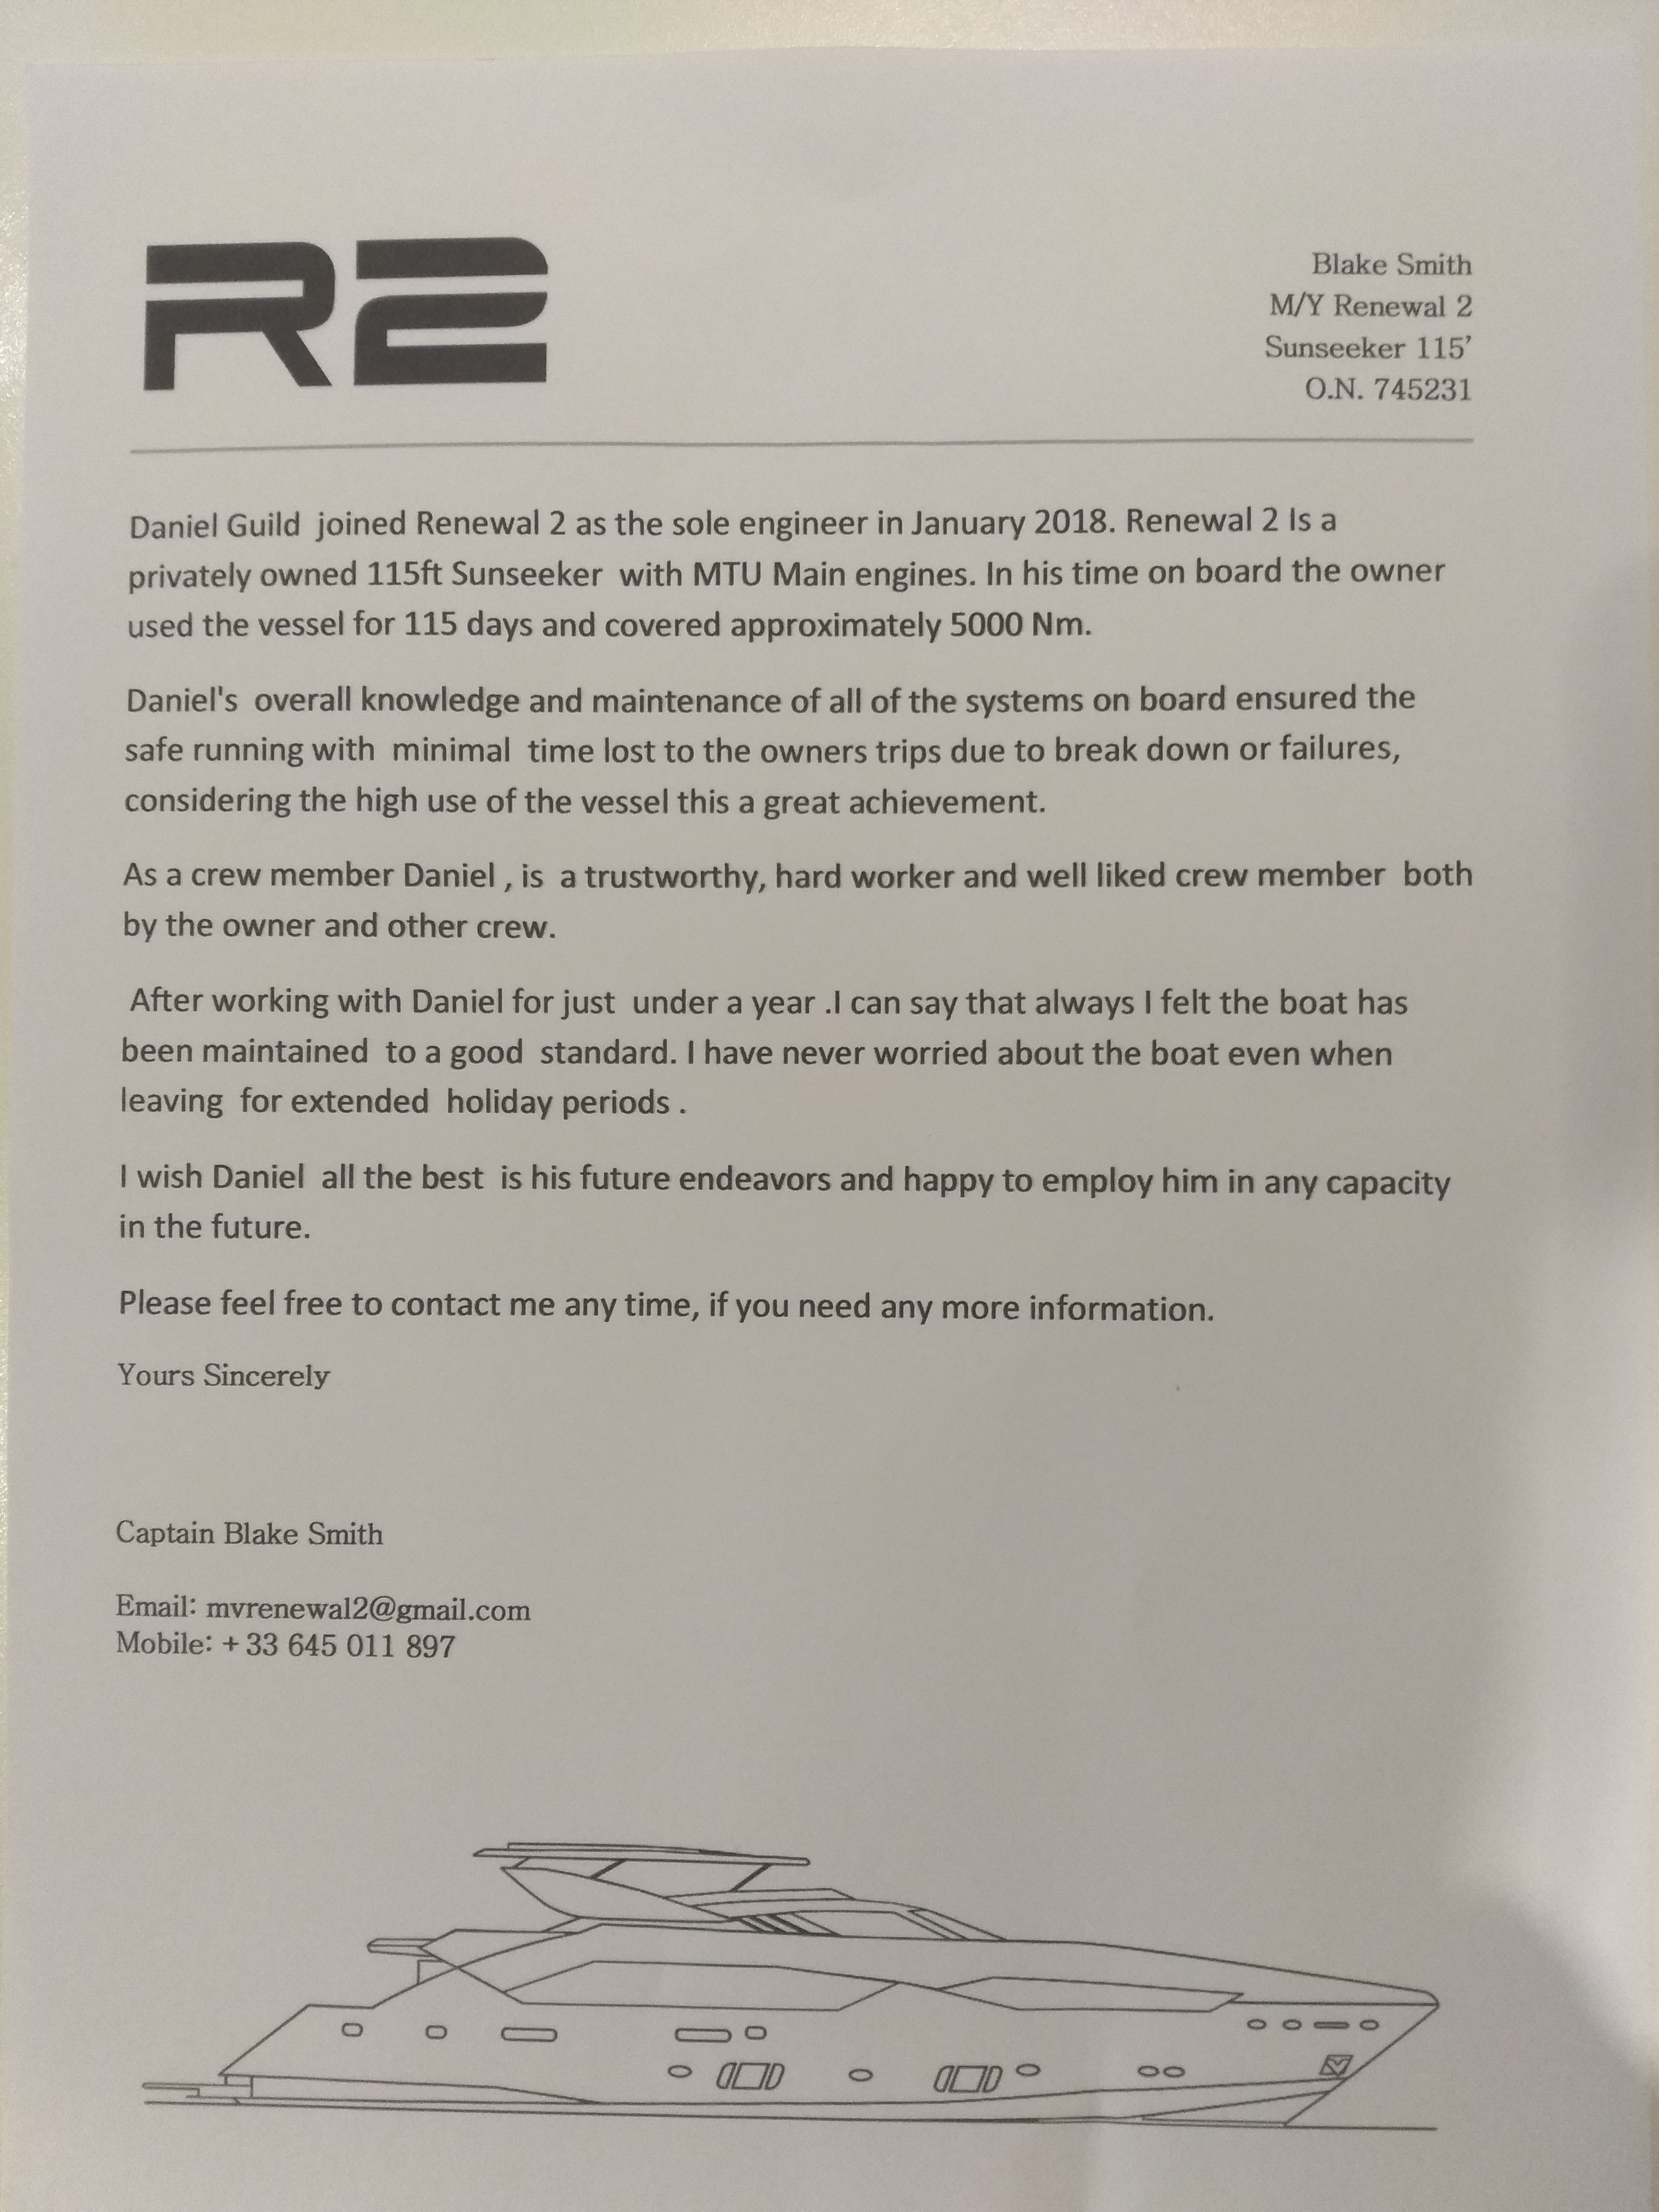 R2
Blake Smith
M/Y Renewal 2
Sunseeker 115’
O.N. 745231
Daniel Guild joined Renewal 2 as the sole engineer in January 2018. Renewal 2 Is a
privately owned 115ft Sunseeker with MTU Main engines. In his time on board the owner
used the vessel for 115 days and covered approximately 5000 Nm.
Daniel's overall knowledge and maintenance of all of the systems on board ensured the
safe running with minimal time lost to the owners trips due to break down or failures,
considering the high use of the vessel this a great achievement.
As a crew member Daniel , is a trustworthy, hard worker and well liked crew member both
by the owner and other crew.
After working with Daniel for just under a year .I can say that always I felt the boat has
been maintained to a good standard. I have never worried about the boat even when
leaving for extended holiday periods .
I wish Daniel all the best is his future endeavors and happy to employ him in any capacity
in the future.
Please feel free to contact me any time, if you need any more information.
Yours Sincerely
Captain Blake Smith
Email: mvrenewal2@gmail.com
Mobile: + 33 645 011 897